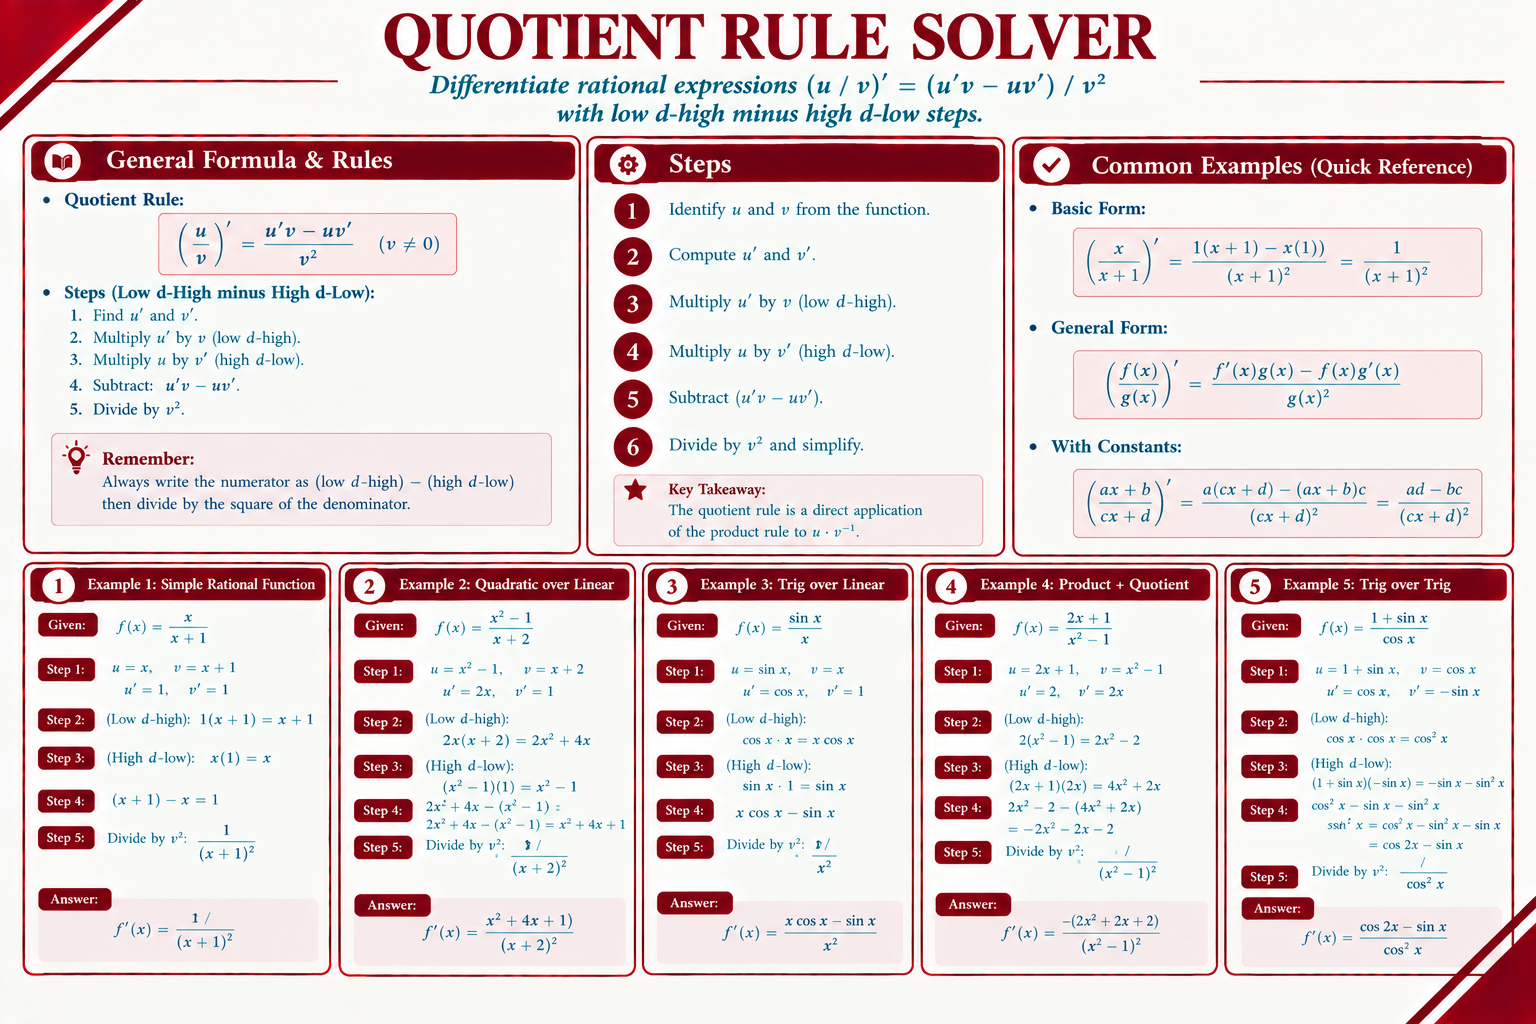 QUOTIENT RULE SOLVER
Differentiate rational expressions (u / v)′ = (u′v − uv′) / v²
with low d-high minus high d-low steps.
General Formula & Rules
• Quotient Rule:
(u/v)′ = (u′v − uv′)/v² (v ≠ 0)
• Steps (Low d-High minus High d-Low):
1. Find u′ and v′.
2. Multiply u′ by v (low d-high).
3. Multiply u by v′ (high d-low).
4. Subtract: u′v − uv′.
5. Divide by v².
Remember:
Always write the numerator as (low d-high) − (high d-low)
then divide by the square of the denominator.
Steps
1 Identify u and v from the function.
2 Compute u′ and v′.
3 Multiply u′ by v (low d-high).
4 Multiply u by v′ (high d-low).
5 Subtract (u′v − uv′).
6 Divide by v² and simplify.
Key Takeaway:
The quotient rule is a direct application
of the product rule to u · v⁻¹.
Common Examples (Quick Reference)
• Basic Form:
(x/(x + 1))′ = (1(x + 1) − x(1))/(x + 1)² = 1/(x + 1)²
• General Form:
(f(x)/g(x))′ = (f′(x)g(x) − f(x)g′(x))/g(x)²
• With Constants:
((ax + b)/(cx + d))′ = (a(cx + d) − (ax + b)c)/(cx + d)² = (ad − bc)/(cx + d)²
1 Example 1: Simple Rational Function
Given: f(x) = x/(x + 1)
Step 1: u = x, v = x + 1
u′ = 1, v′ = 1
Step 2: (Low d-high): 1(x + 1) = x + 1
Step 3: (High d-low): x(1) = x
Step 4: (x + 1) − x = 1
Step 5: Divide by v²: 1/(x + 1)²
Answer:
f′(x) = 1 / /(x + 1)²
2 Example 2: Quadratic over Linear
Given: f(x) = (x² − 1)/(x + 2)
Step 1: u = x² − 1, v = x + 2
u′ = 2x, v′ = 1
Step 2: (Low d-high):
2x(x + 2) = 2x² + 4x
Step 3: (High d-low):
(x² − 1)(1) = x² − 1
Step 4: 2x² + 4x − (x² − 1) =
2x² + 4x − (x² − 1) = x² + 4x + 1
Step 5: Divide by v²: /(x + 2)²
Answer:
f′(x) = x² + 4x + 1)/(x + 2)²
3 Example 3: Trig over Linear
Given: f(x) = sin x/x
Step 1: u = sin x, v = x
u′ = cos x, v′ = 1
Step 2: (Low d-high):
cos x · x = x cos x
Step 3: (High d-low):
sin x · 1 = sin x
Step 4: x cos x − sin x
Step 5: Divide by v²: /x²
Answer:
f′(x) = (x cos x − sin x)/x²
4 Example 4: Product + Quotient
Given: f(x) = (2x + 1)/(x² − 1)
Step 1: u = 2x + 1, v = x² − 1
u′ = 2, v′ = 2x
Step 2: (Low d-high):
2(x² − 1) = 2x² − 2
Step 3: (High d-low):
(2x + 1)(2x) = 4x² + 2x
Step 4: 2x² − 2 − (4x² + 2x)
= −2x² − 2x − 2
Step 5: Divide by v²: /(x² − 1)²
Answer:
f′(x) = −(2x² + 2x + 2)/(x² − 1)²
5 Example 5: Trig over Trig
Given: f(x) = (1 + sin x)/cos x
Step 1: u = 1 + sin x, v = cos x
u′ = cos x, v′ = −sin x
Step 2: (Low d-high):
cos x · cos x = cos² x
Step 3: (High d-low):
(1 + sin x)(−sin x) = −sin x − sin² x
Step 4: cos² x − sin x − sin² x
x = cos² x − sin² x − sin x
= cos 2x − sin x
Step 5: Divide by v²: /cos² x
Answer:
f′(x) = (cos 2x − sin x)/cos² x